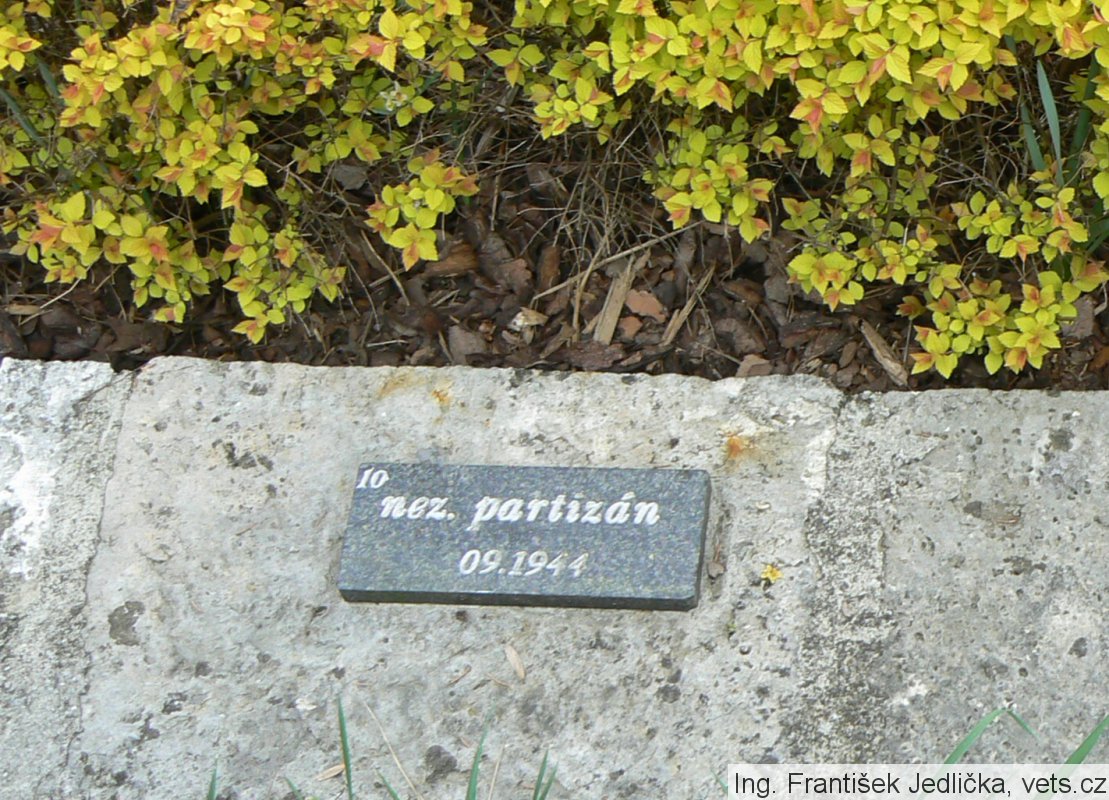 10
nez. partizán
09.1944
Ing. František Jedlička, vets.cz